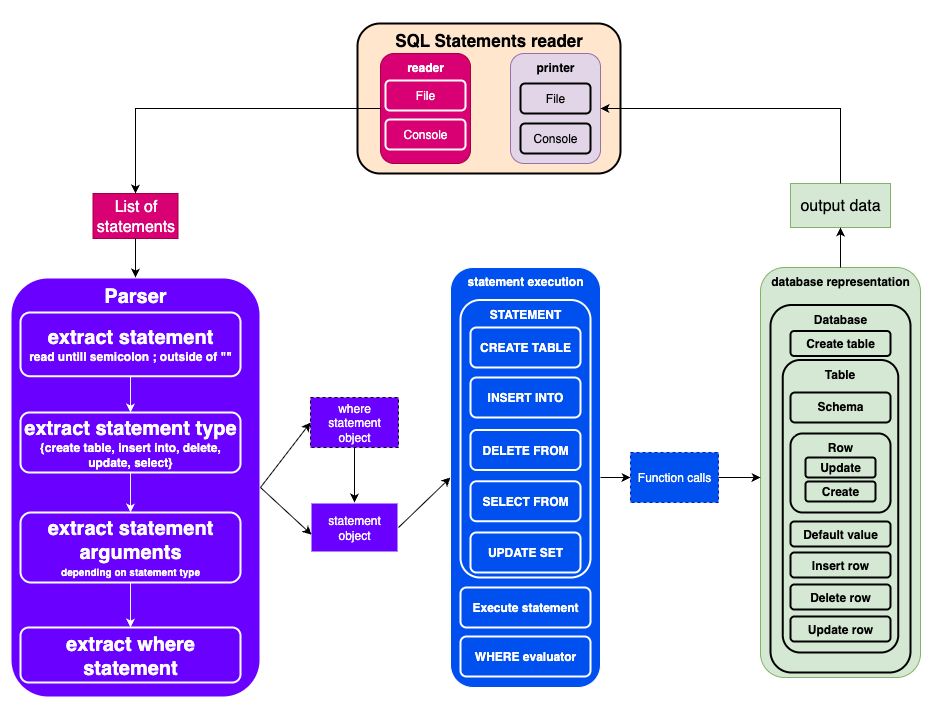 SQL Statements reader
reader
File
Console
printer
File
Console
List of
statements
output data
Parser
extract statement
read untill semicolon ; outside of ""
extract statement type
{create table, insert into, delete,
update, select}
extract statement
arguments
depending on statement type
extract where
statement
where
statement
object
statement
object
statement execution
STATEMENT
CREATE TABLE
INSERT INTO
DELETE FROM
SELECT FROM
UPDATE SET
Execute statement
WHERE evaluator
Function calls
database representation
Database
Create table
Table
Schema
Row
Update
Create
Default value
Insert row
Delete row
Update row